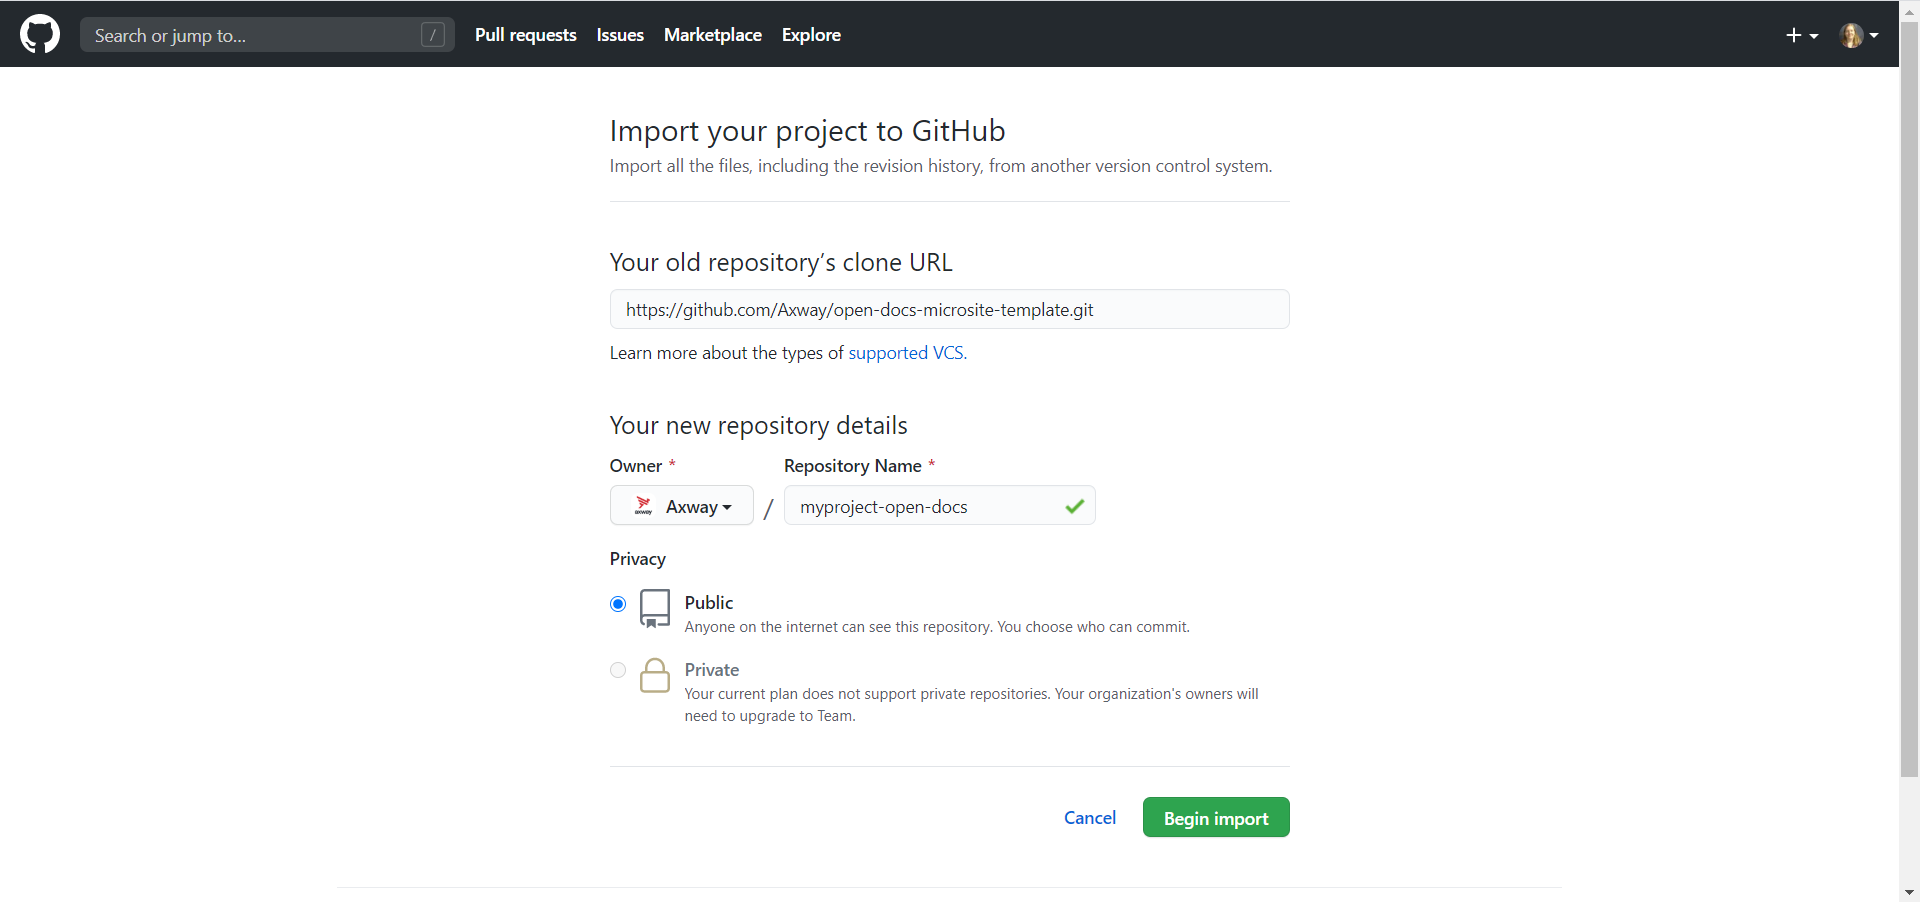 Search or jump to... /
Pull requests
Issues
Marketplace
Explore
Import your project to GitHub
Import all the files, including the revision history, from another version control system.
Your old repository’s clone URL
https://github.com/Axway/open-docs-microsite-template.git
Learn more about the types of supported VCS.
Your new repository details
Owner *
Repository Name *
axway Axway / myproject-open-docs
Privacy
Public
Anyone on the internet can see this repository. You choose who can commit.
Private
Your current plan does not support private repositories. Your organization's owners will
need to upgrade to Team.
Cancel
Begin import